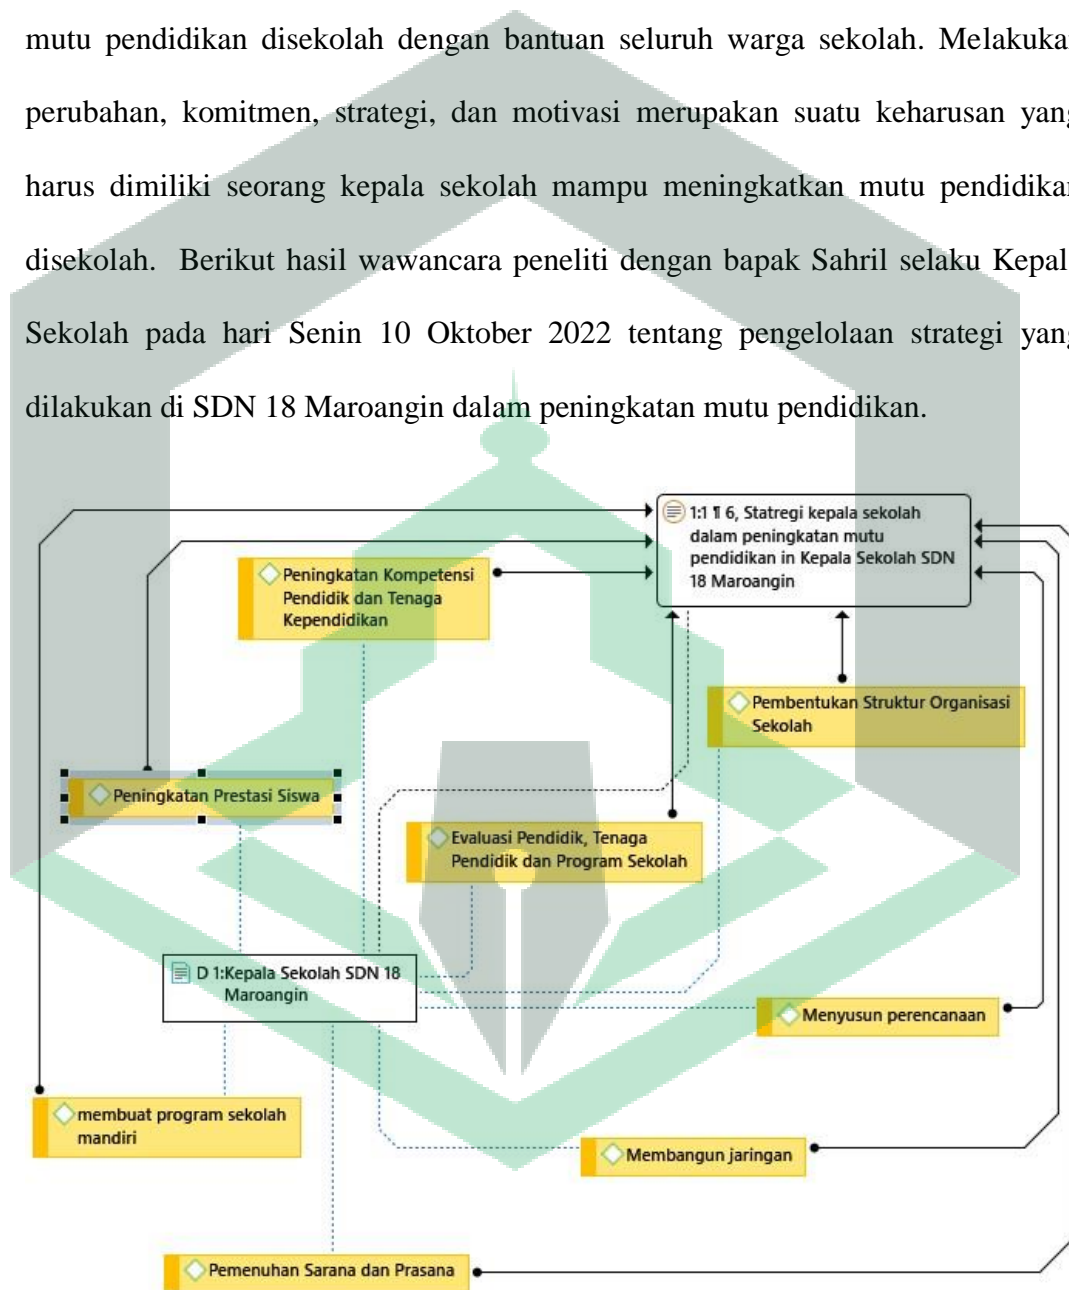 mutu pendidikan disekolah dengan bantuan seluruh warga sekolah. Melakukan
perubahan, komitmen, strategi, dan motivasi merupakan suatu keharusan yang
harus dimiliki seorang kepala sekolah mampu meningkatkan mutu pendidikan
disekolah. Berikut hasil wawancara peneliti dengan bapak Sahril selaku Kepala
Sekolah pada hari Senin 10 Oktober 2022 tentang pengelolaan strategi yang
dilakukan di SDN 18 Maroangin dalam peningkatan mutu pendidikan.
1:1 ¶ 6, Statregi kepala sekolah
dalam peningkatan mutu
pendidikan in Kepala Sekolah SDN
18 Maroangin
Peningkatan Kompetensi
Pendidik dan Tenaga
Kependidikan
Pembentukan Struktur Organisasi
Sekolah
Peningkatan Prestasi Siswa
Evaluasi Pendidik, Tenaga
Pendidik dan Program Sekolah
D 1:Kepala Sekolah SDN 18
Maroangin
Menyusun perencanaan
membuat program sekolah
mandiri
Membangun jaringan
Pemenuhan Sarana dan Prasana